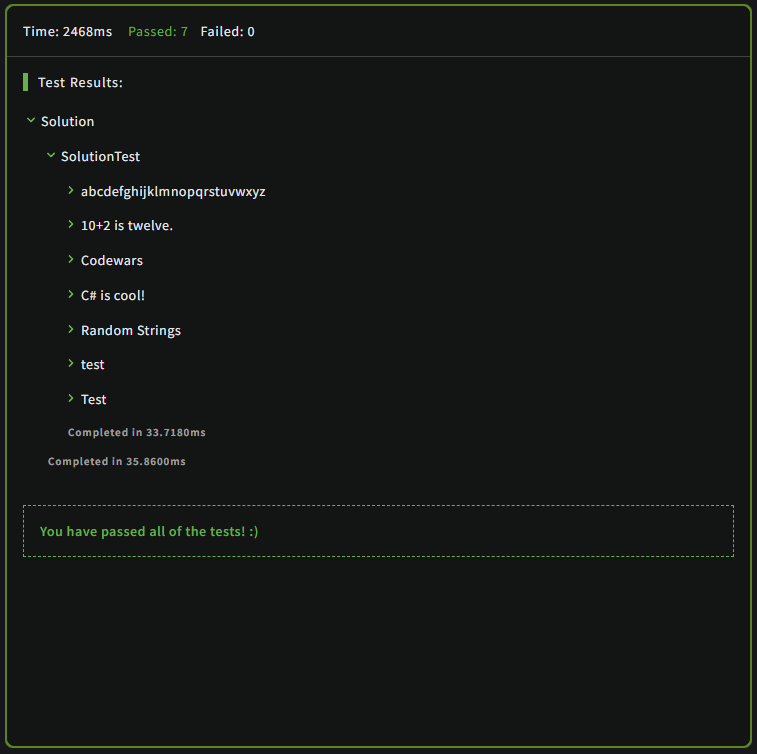 Time: 2468ms Passed: 7 Failed: 0
Test Results:
Solution
SolutionTest
abcdefghijklmnopqrstuvwxyz
10+2 is twelve.
Codewars
C# is cool!
Random Strings
test
Test
Completed in 33.7180ms
Completed in 35.8600ms
You have passed all of the tests! :)